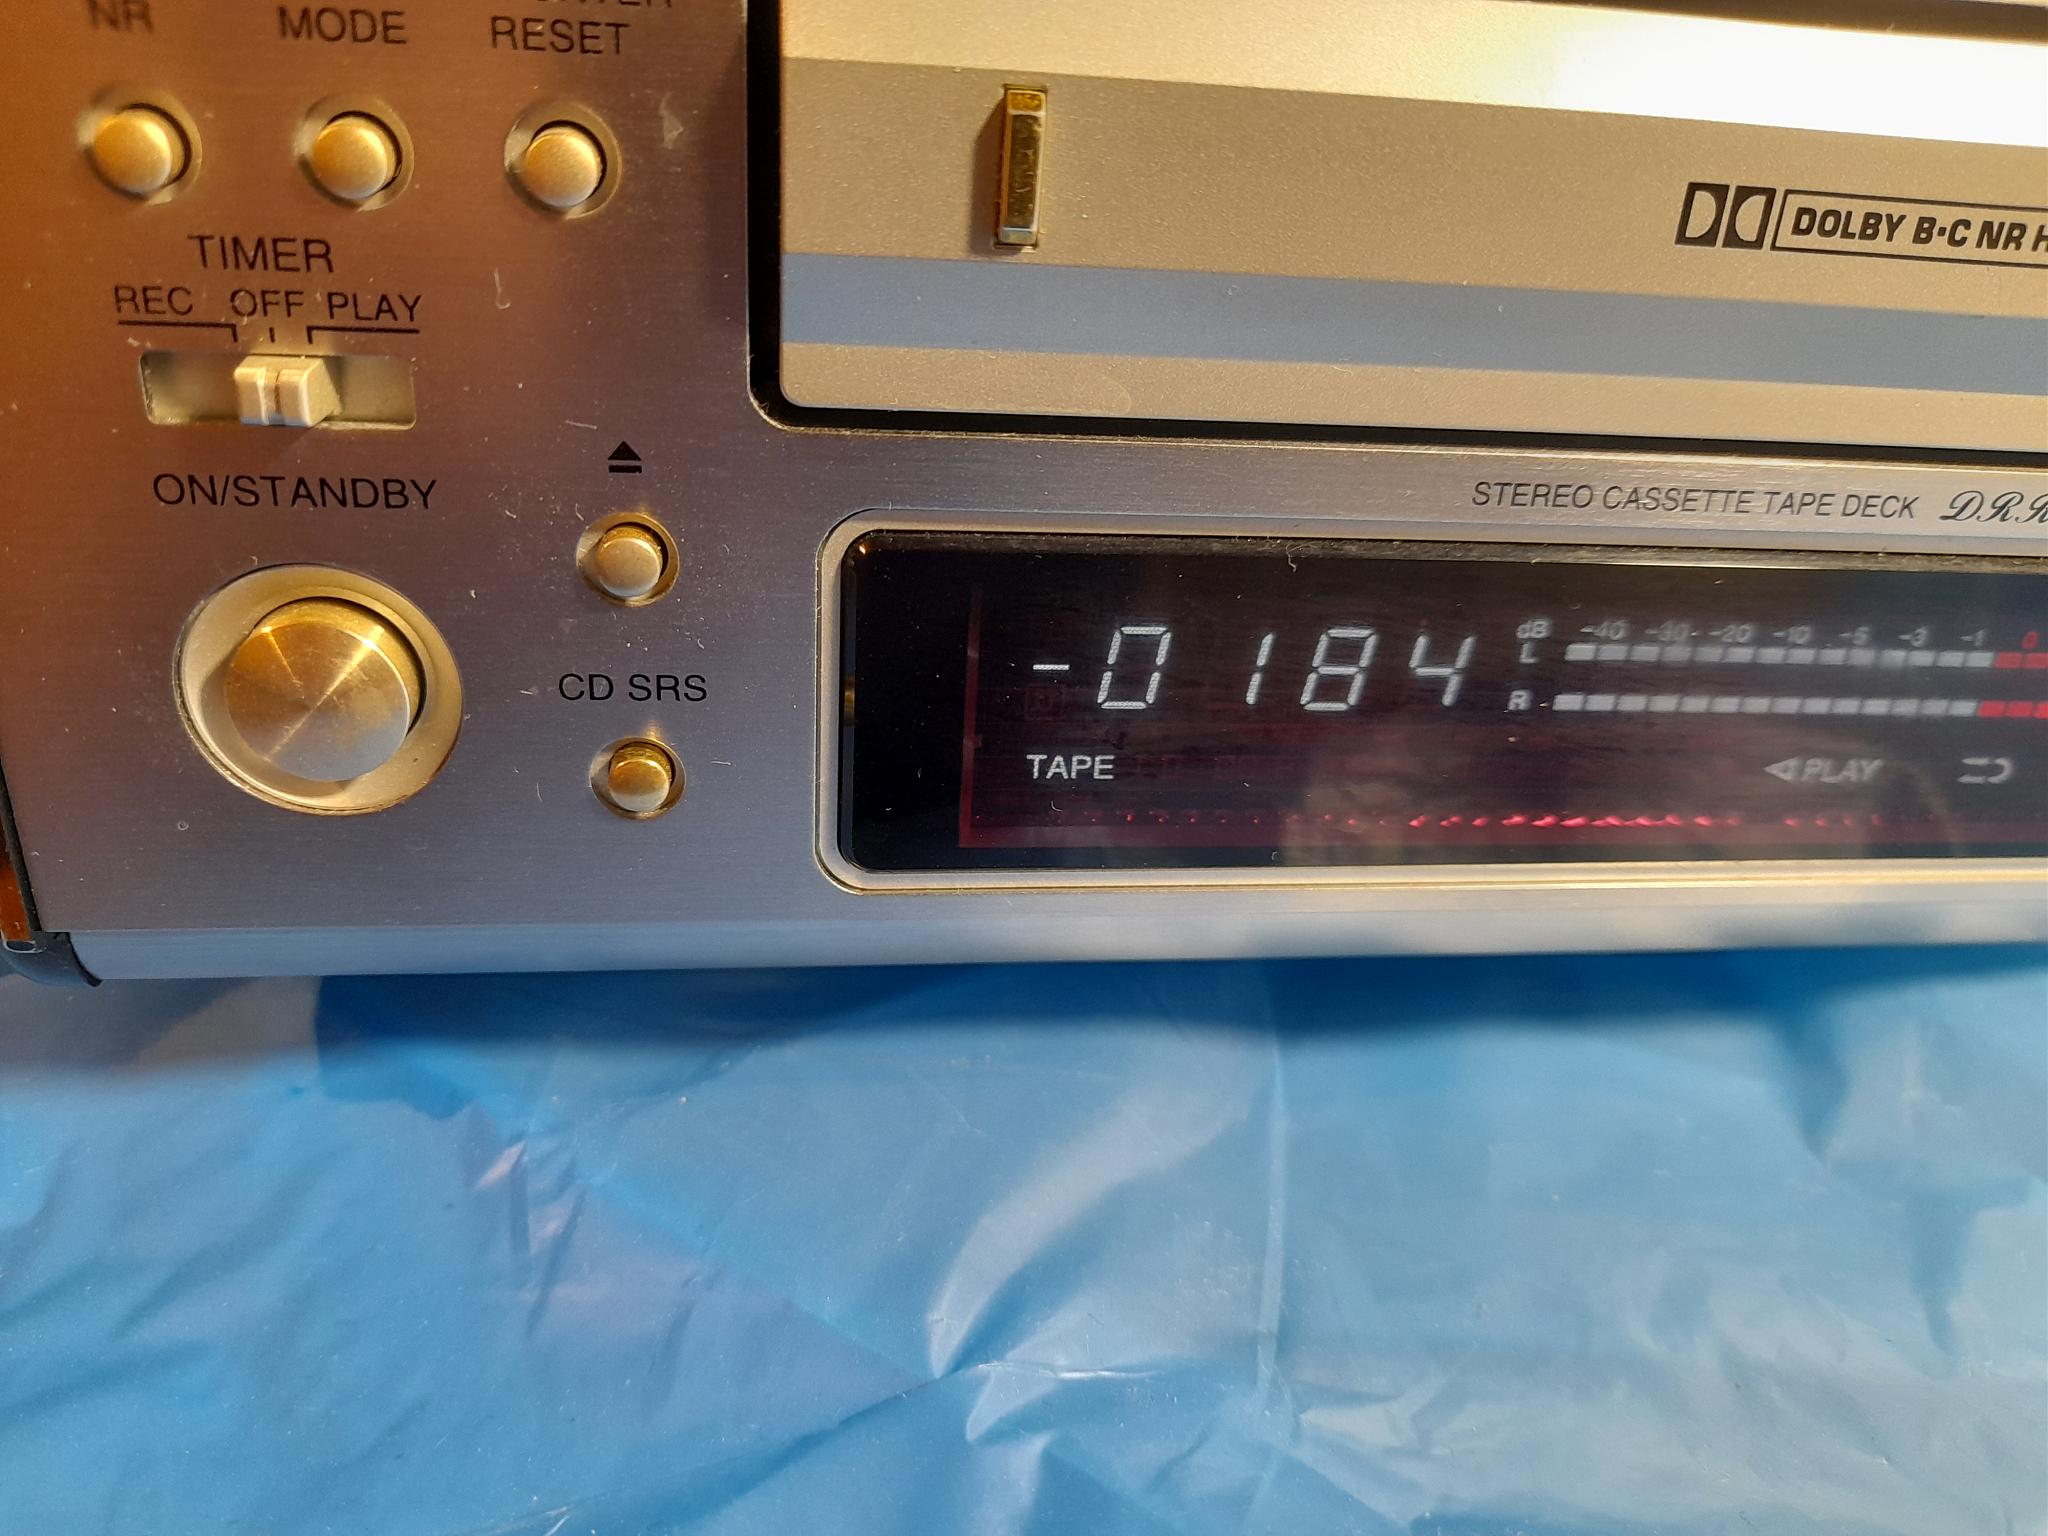 NR MODE RESET
TIMER
REC OFF PLAY
ON/STANDBY
CD SRS
DOLBY B·C NR
STEREO CASSETTE TAPE DECK DRR
-0184
dB -40 -30 -20 -10 -5 -3 -1 0
L
R
TAPE
PLAY